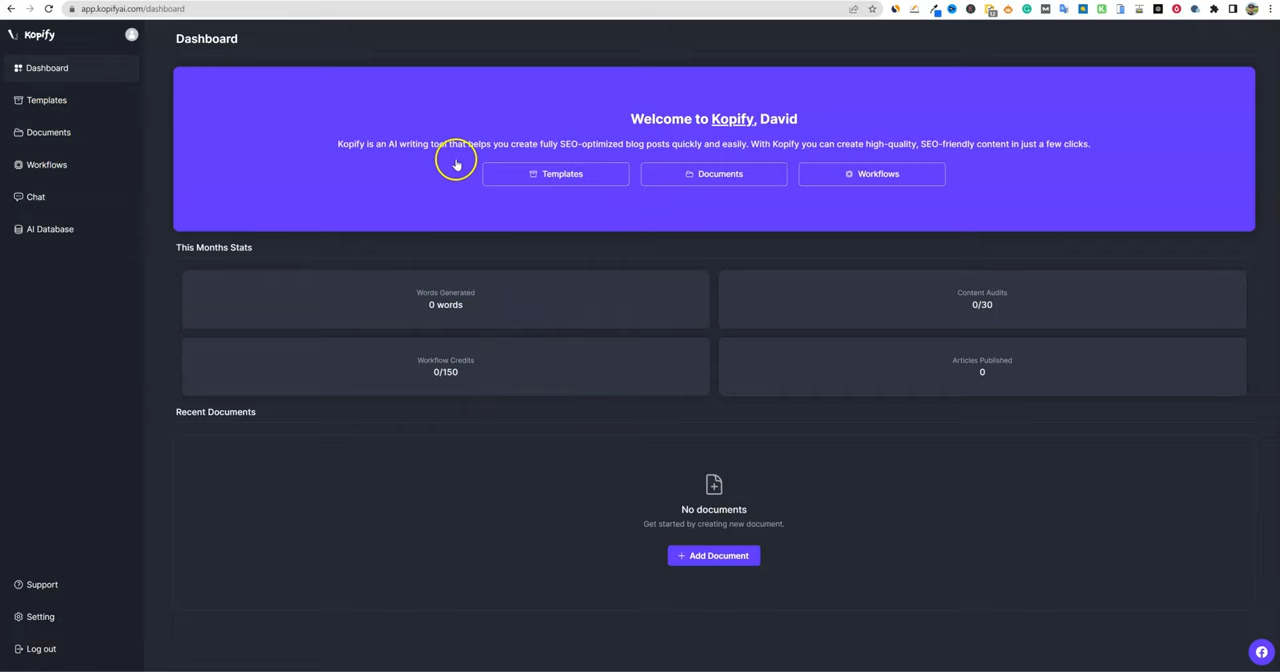 app.kopifyai.com/dashboard
12
Kopify
Dashboard
Templates
Documents
Workflows
Chat
AI Database
Support
Setting
Log out
Dashboard
Welcome to Kopify, David
Kopify is an AI writing tool that helps you create fully SEO-optimized blog posts quickly and easily. With Kopify you can create high-quality, SEO-friendly content in just a few clicks.
Templates
Documents
Workflows
This Months Stats
Words Generated
0 words
Content Audits
0/30
Workflow Credits
0/150
Articles Published
0
Recent Documents
No documents
Get started by creating new document.
+ Add Document